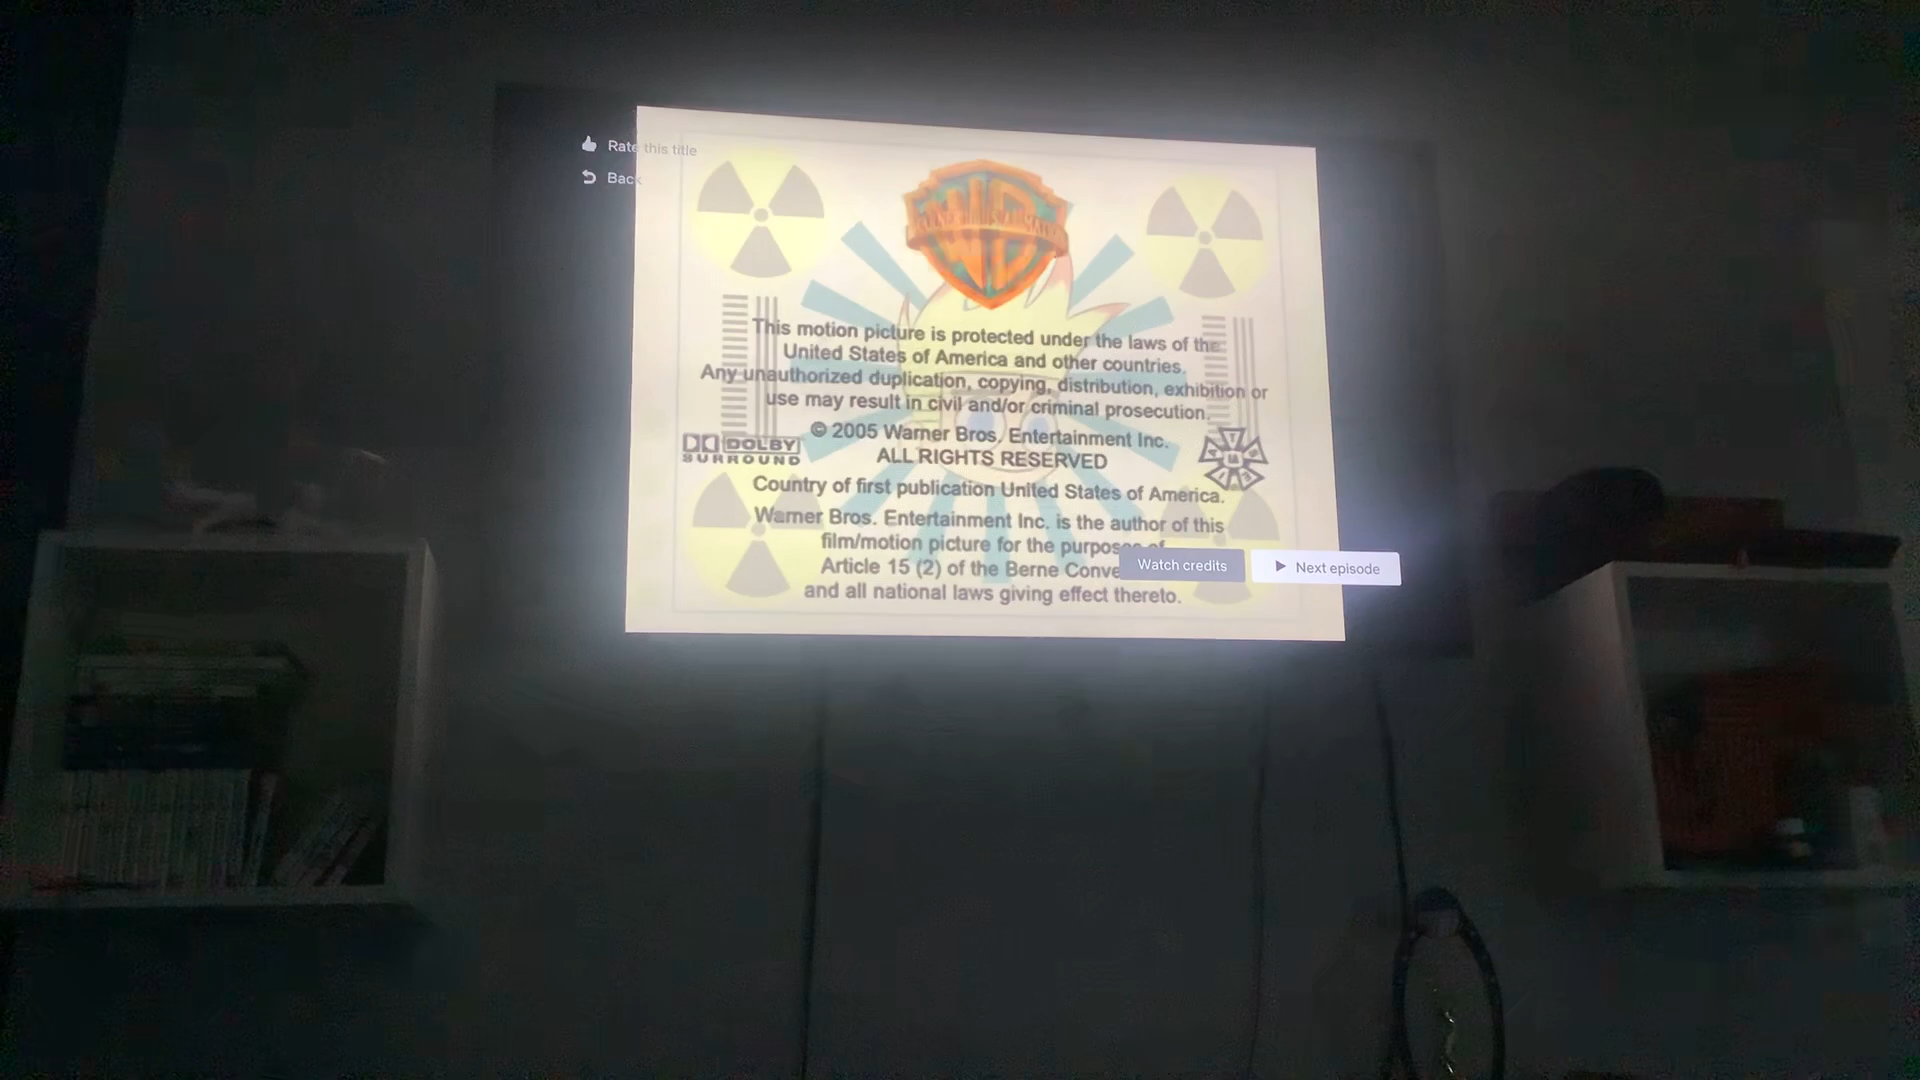 Rate this title
Back
This motion picture is protected under the laws of the
United States of America and other countries.
Any unauthorized duplication, copying, distribution, exhibition or
use may result in civil and/or criminal prosecution.
© 2005 Warner Bros. Entertainment Inc.
ALL RIGHTS RESERVED
DOLBY
SURROUND
Country of first publication United States of America.
Warner Bros. Entertainment Inc. is the author of this
film/motion picture for the purposes of
Article 15 (2) of the Berne
and all national laws giving effect thereto.
Watch credits
Next episode